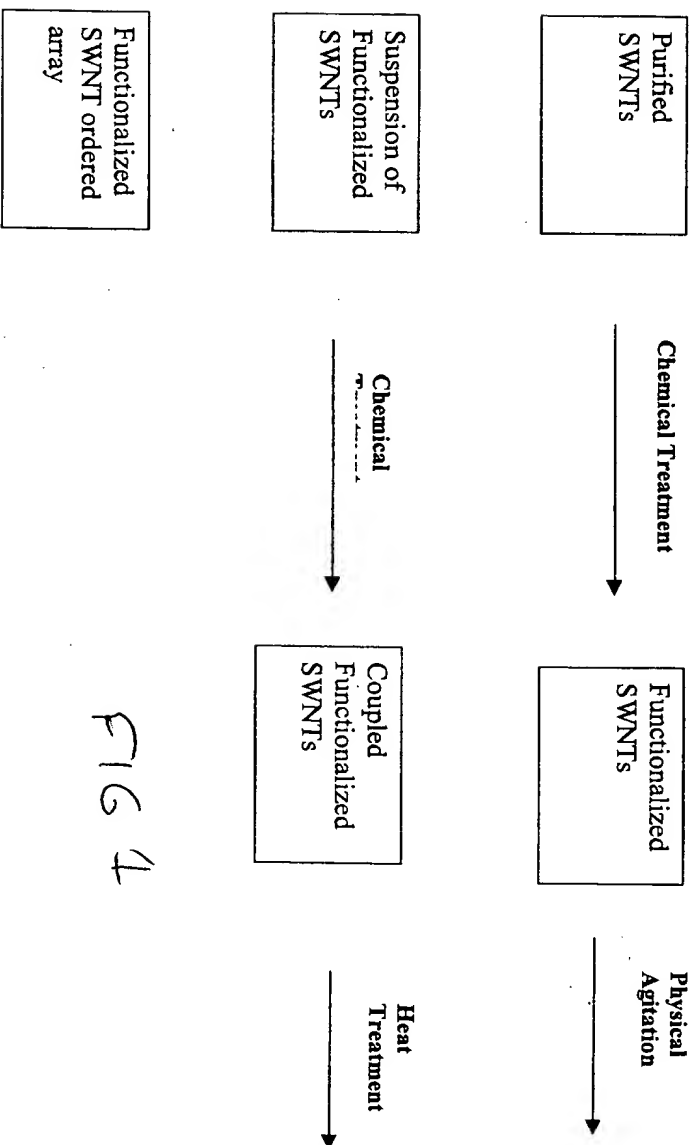 Purified
SWNTs
Chemical Treatment
Functionalized
SWNTs
Physical
Agitation
Suspension of
Functionalized
SWNTs
Chemical
Coupled
Functionalized
SWNTs
Heat
Treatment
Functionalized
SWNT ordered
array
FIG 1